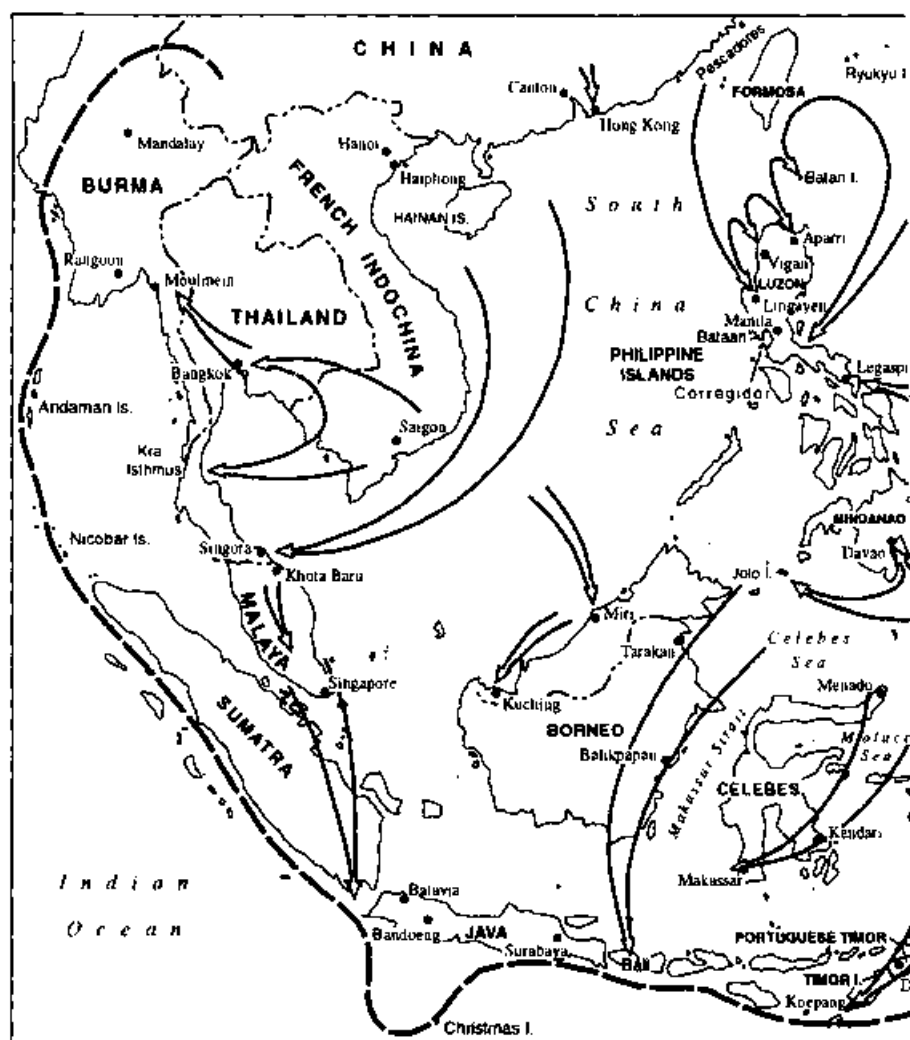 CHINA
Pescadores
Ryukyu I
FORMOSA
Canton
Hong Kong
Mandalay
Hanoi
Haiphong
BURMA
FRENCH INDOCHINA
HAINAN IS.
South
China
Sea
Batan I.
Aparri
Vigan
LUZON
Lingayen
Rangoon
Moulmein
THAILAND
Manila
Bataan
PHILIPPINE
ISLANDS
Legaspi
Corregidor
Bangkok
Andaman Is.
Saigon
Kra
Isthmus
MINDANAO
Davao
Nicobar Is.
Singora
Khota Baru
Jolo I.
MALAYA
Miri
Tarakan
Celebes
Sea
Singapore
Kuching
Menado
SUMATRA
BORNEO
Balikpapan
Makassar Strait
Molucc
Sea
CELEBES
Kendari
Makassar
Indian
Ocean
Batavia
Bandoeng
JAVA
Surabaya
Bali
PORTUGUESE TIMOR
TIMOR I.
D
Koepang
Christmas I.